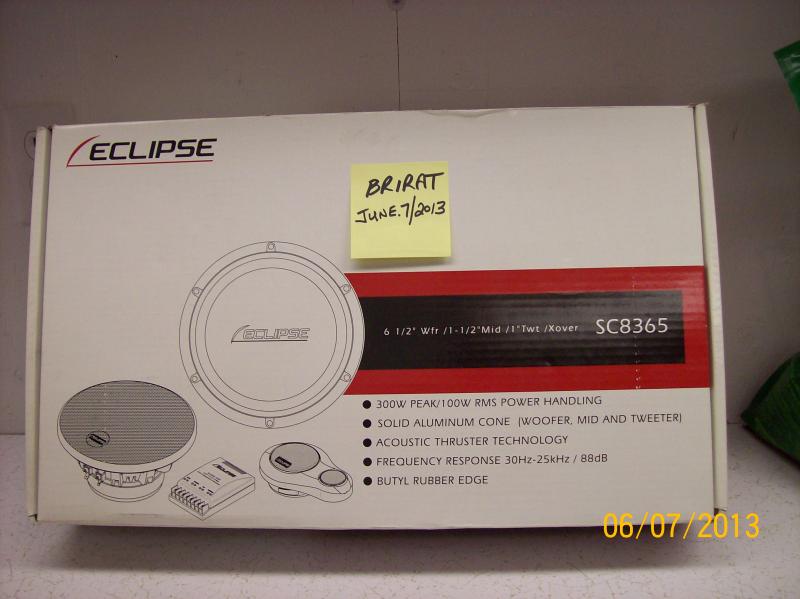 ECLIPSE
BRIRAT
JUNE.7/2013
ECLIPSE
6 1/2" Wfr /1-1/2"Mid /1"Twt /Xover SC8365
● 300W PEAK/100W RMS POWER HANDLING
● SOLID ALUMINUM CONE (WOOFER, MID AND TWEETER)
● ACOUSTIC THRUSTER TECHNOLOGY
● FREQUENCY RESPONSE 30Hz-25kHz / 88dB
● BUTYL RUBBER EDGE
ECLIPSE
06/07/2013